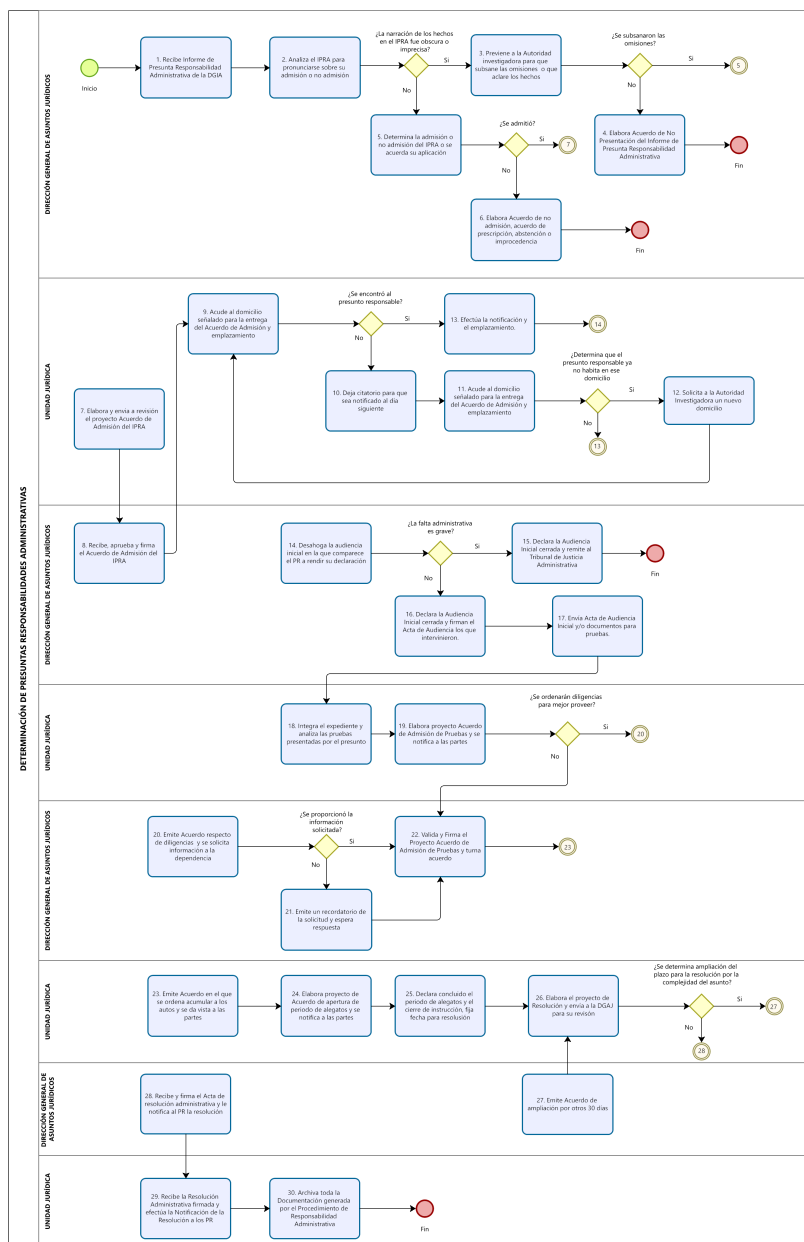 DETERMINACIÓN DE PRESUNTAS RESPONSABILIDADES ADMINISTRATIVAS
DIRECCIÓN GENERAL DE ASUNTOS JURÍDICOS
Inicio
1. Recibe Informe de
Presunta Responsabilidad
Administrativa de la DGIA
2. Analiza el IPRA para
pronunciarse sobre su
admisión o no admisión
¿La narración de los hechos
en el IPRA fue obscura o
imprecisa?
Si
No
3. Previene a la Autoridad
investigadora para que
subsane las omisiones o que
aclare los hechos
¿Se subsanaron las
omisiones?
Si
5
No
4. Elabora Acuerdo de No
Presentación del Informe de
Presunta Responsabilidad
Administrativa
Fin
5. Determina la admisión o
no admisión del IPRA o se
acuerda su aplicación
¿Se admitió?
Si
7
No
6. Elabora Acuerdo de no
admisión, acuerdo de
prescripción, abstención o
improcedencia
Fin
UNIDAD JURÍDICA
7. Elabora y envia a revisión
el proyecto Acuerdo de
Admisión del IPRA
9. Acude al domicilio
señalado para la entrega
del Acuerdo de Admisión y
emplazamiento
¿Se encontró al
presunto responsable?
Si
No
13. Efectúa la notificación y
el emplazamiento.
14
10. Deja citatorio para que
sea notificado al día
siguiente
11. Acude al domicilio
señalado para la entrega
del Acuerdo de Admisión y
emplazamiento
¿Determina que el
presunto responsable ya
no habita en ese
domicilio
Si
No
13
12. Solicita a la Autoridad
Investigadora un nuevo
domicilio
DIRECCIÓN GENERAL DE ASUNTOS JURÍDICOS
8. Recibe, aprueba y firma
el Acuerdo de Admisión del
IPRA
14. Desahoga la audiencia
inicial en la que comparece
el PR a rendir su declaración
¿La falta administrativa
es grave?
Si
No
15. Declara la Audiencia
Inicial cerrada y remite al
Tribunal de Justicia
Administrativa
Fin
16. Declara la Audiencia
Inicial cerrada y firman el
Acta de Audiencia los que
intervinieron.
17. Envia Acta de Audiencia
Inicial y/o documentos para
pruebas.
UNIDAD JURÍDICA
18. Integra el expediente y
analiza las pruebas
presentadas por el presunto
19. Elabora proyecto Acuerdo
de Admisión de Pruebas y se
notifica a las partes
¿Se ordenarán diligencias
para mejor proveer?
Si
20
No
DIRECCIÓN GENERAL DE ASUNTOS JURÍDICOS
20. Emite Acuerdo respecto
de diligencias y se solicita
información a la
dependencia
¿Se proporcionó la
información
solicitada?
Si
No
22. Valida y Firma el
Proyecto Acuerdo de
Admisión de Pruebas y turna
acuerdo
23
21. Emite un recordatorio de
la solicitud y espera
respuesta
UNIDAD JURÍDICA
23. Emite Acuerdo en el que
se ordena acumular a los
autos y se da vista a las
partes
24. Elabora proyecto de
Acuerdo de apertura de
periodo de alegatos y se
notifica a las partes
25. Declara concluido el
periodo de alegatos y el
cierre de instrucción, fija
fecha para resolución
26. Elabora el proyecto de
Resolución y envía a la DGAJ
para su revisón
¿Se determina ampliación del
plazo para la resolución por la
complejidad del asunto?
Si
27
No
28
DIRECCIÓN GENERAL DE
ASUNTOS JURÍDICOS
28. Recibe y firma el Acta de
resolución administrativa y le
notifica al PR la resolución
27. Emite Acuerdo de
ampliación por otros 30 días
UNIDAD JURÍDICA
29. Recibe la Resolución
Administrativa firmada y
efectúa la Notificación de la
Resolución a los PR
30. Archiva toda la
Documentación generada
por el Procedimiento de
Responsabilidad
Administrativa
Fin